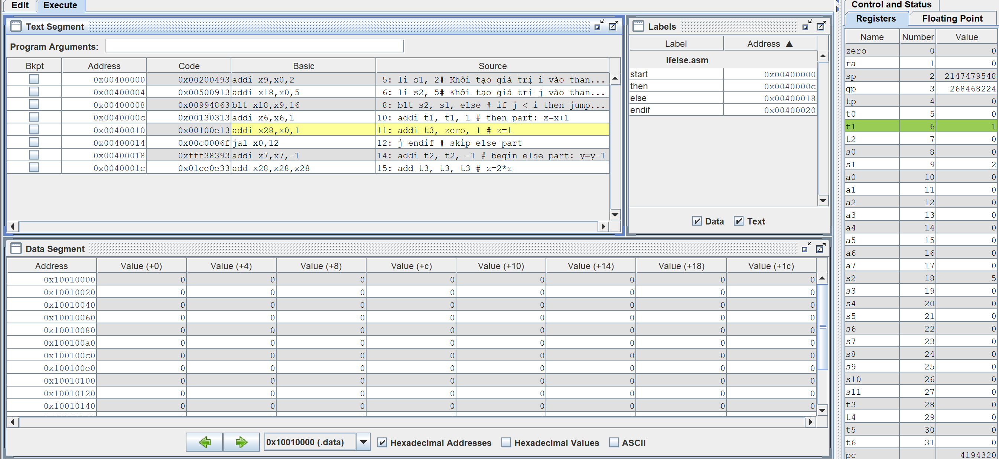 Edit Execute
Text Segment
Program Arguments:
Bkpt Address Code Basic Source
0x00400000 0x00200493 addi x9,x0,2 5: li s1, 2# Khởi tạo giá trị i vào than...
0x00400004 0x00500913 addi x18,x0,5 6: li s2, 5# Khởi tạo giá trị j vào than...
0x00400008 0x00994863 blt x18,x9,16 8: blt s2, s1, else # if j < i then jump...
0x0040000c 0x00130313 addi x6,x6,1 10: addi t1, t1, 1 # then part: x=x+1
0x00400010 0x00100e13 addi x28,x0,1 11: addi t3, zero, 1 # z=1
0x00400014 0x00c0006f jal x0,12 12: j endif # skip else part
0x00400018 0xfff38393 addi x7,x7,-1 14: addi t2, t2, -1 # begin else part: y=y-1
0x0040001c 0x01ce0e33 add x28,x28,x28 15: add t3, t3, t3 # z=2*z
Labels
Label Address ▲
ifelse.asm
start 0x00400000
then 0x0040000c
else 0x00400018
endif 0x00400020
Data Text
Data Segment
Address Value (+0) Value (+4) Value (+8) Value (+c) Value (+10) Value (+14) Value (+18) Value (+1c)
0x10010000 0 0 0 0 0 0 0 0
0x10010020 0 0 0 0 0 0 0 0
0x10010040 0 0 0 0 0 0 0 0
0x10010060 0 0 0 0 0 0 0 0
0x10010080 0 0 0 0 0 0 0 0
0x100100a0 0 0 0 0 0 0 0 0
0x100100c0 0 0 0 0 0 0 0 0
0x100100e0 0 0 0 0 0 0 0 0
0x10010100 0 0 0 0 0 0 0 0
0x10010120 0 0 0 0 0 0 0 0
0x10010140 0 0 0 0 0 0 0 0
0x10010000 (.data) Hexadecimal Addresses Hexadecimal Values ASCII
Control and Status
Registers Floating Point
Name Number Value
zero 0 0
ra 1 0
sp 2 2147479548
gp 3 268468224
tp 4 0
t0 5 0
t1 6 1
t2 7 0
s0 8 0
s1 9 2
a0 10 0
a1 11 0
a2 12 0
a3 13 0
a4 14 0
a5 15 0
a6 16 0
a7 17 0
s2 18 5
s3 19 0
s4 20 0
s5 21 0
s6 22 0
s7 23 0
s8 24 0
s9 25 0
s10 26 0
s11 27 0
t3 28 0
t4 29 0
t5 30 0
t6 31 0
pc 4194320